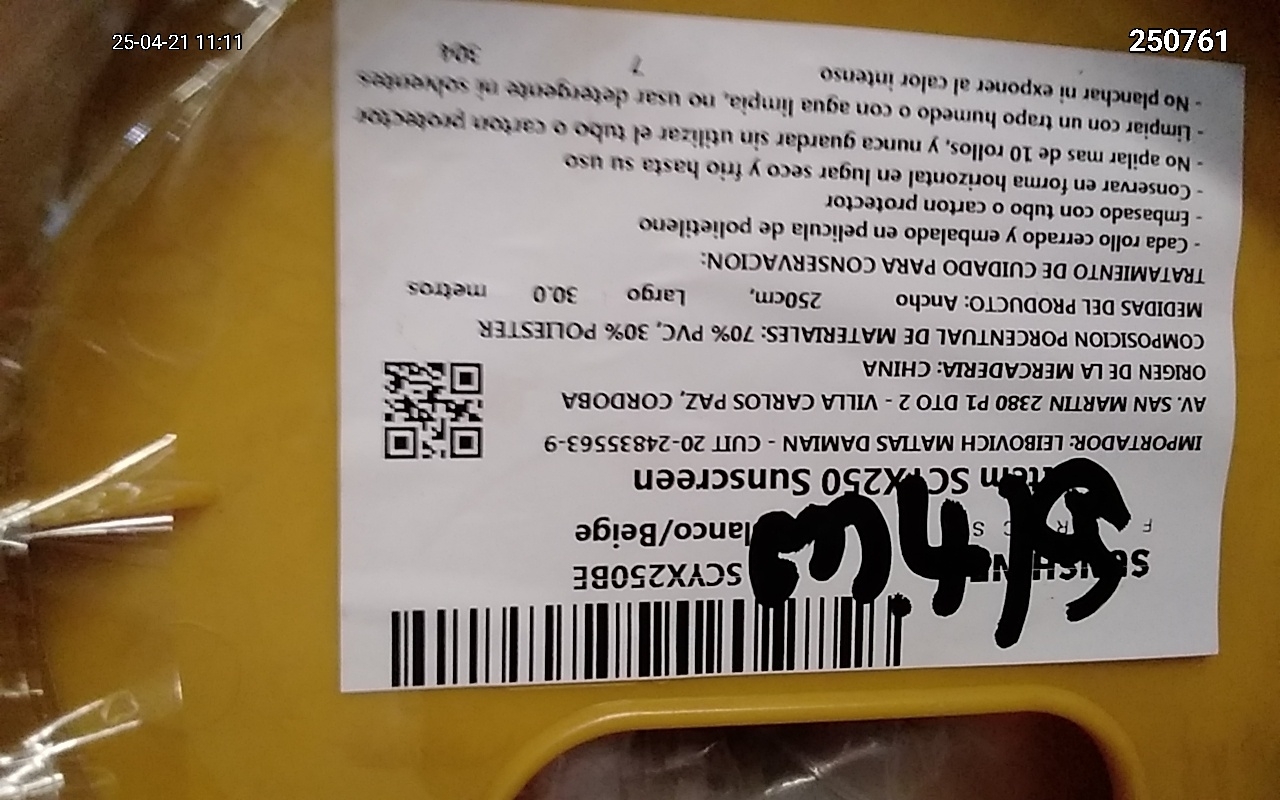 25-04-21 11:11
250761
SCYX250BE
SUNSHINE
lanco/Beige
Item SCYX250 Sunscreen
IMPORTADOR: LEIBOVICH MATIAS DAMIAN - CUIT 20-24835563-9
AV. SAN MARTIN 2380 P1 DTO 2 - VILLA CARLOS PAZ, CORDOBA
ORIGEN DE LA MERCADERIA: CHINA
COMPOSICION PORCENTUAL DE MATERIALES: 70% PVC, 30% POLIESTER
MEDIDAS DEL PRODUCTO: Ancho 250cm, Largo 30.0 metros
TRATAMIENTO DE CUIDADO PARA CONSERVACION:
- Cada rollo cerrado y embalado en pelicula de polietileno
- Embasado con tubo o carton protector
- Conservar en forma horizontal en lugar seco y frio hasta su uso
- No apilar mas de 10 rollos, y nunca guardar sin utilizar el tubo o carton protector
- Limpiar con un trapo humedo o con agua limpia, no usar detergente ni solventes
- No planchar ni exponer al calor intenso
7 304